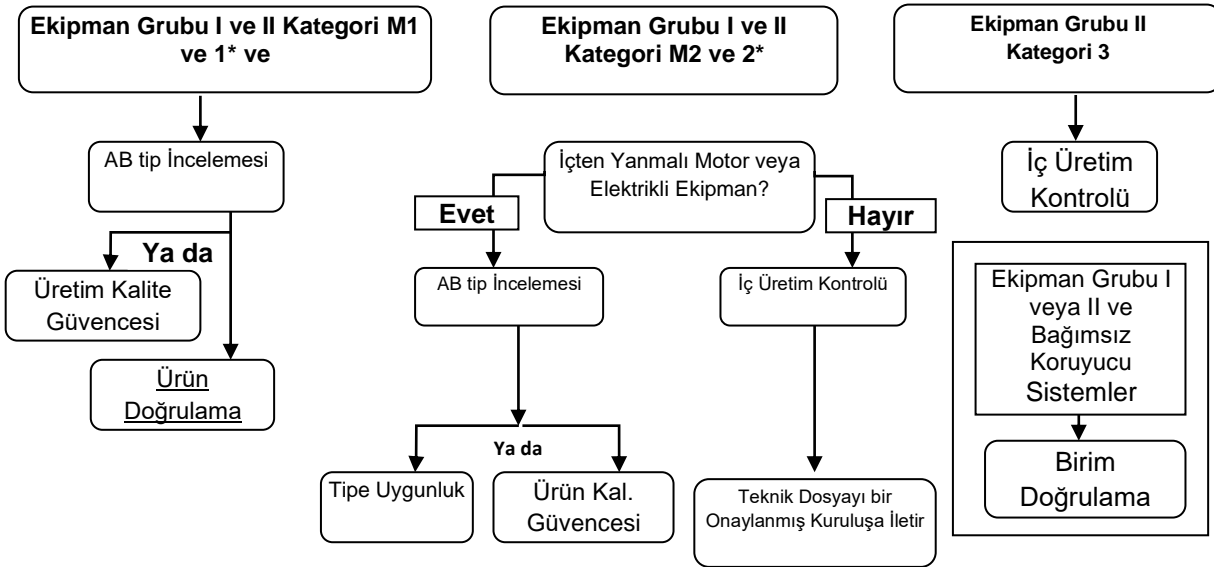 Ekipman Grubu I ve II Kategori M1
ve 1* ve
AB tip İncelemesi
Ya da
Üretim Kalite
Güvencesi
Ürün
Doğrulama
Ekipman Grubu I ve II
Kategori M2 ve 2*
İçten Yanmalı Motor veya
Elektrikli Ekipman?
Evet
Hayır
AB tip İncelemesi
İç Üretim Kontrolü
Ya da
Tipe Uygunluk
Ürün Kal.
Güvencesi
Teknik Dosyayı bir
Onaylanmış Kuruluşa İletir
Ekipman Grubu II
Kategori 3
İç Üretim
Kontrolü
Ekipman Grubu I
veya II ve
Bağımsız
Koruyucu
Sistemler
Birim
Doğrulama